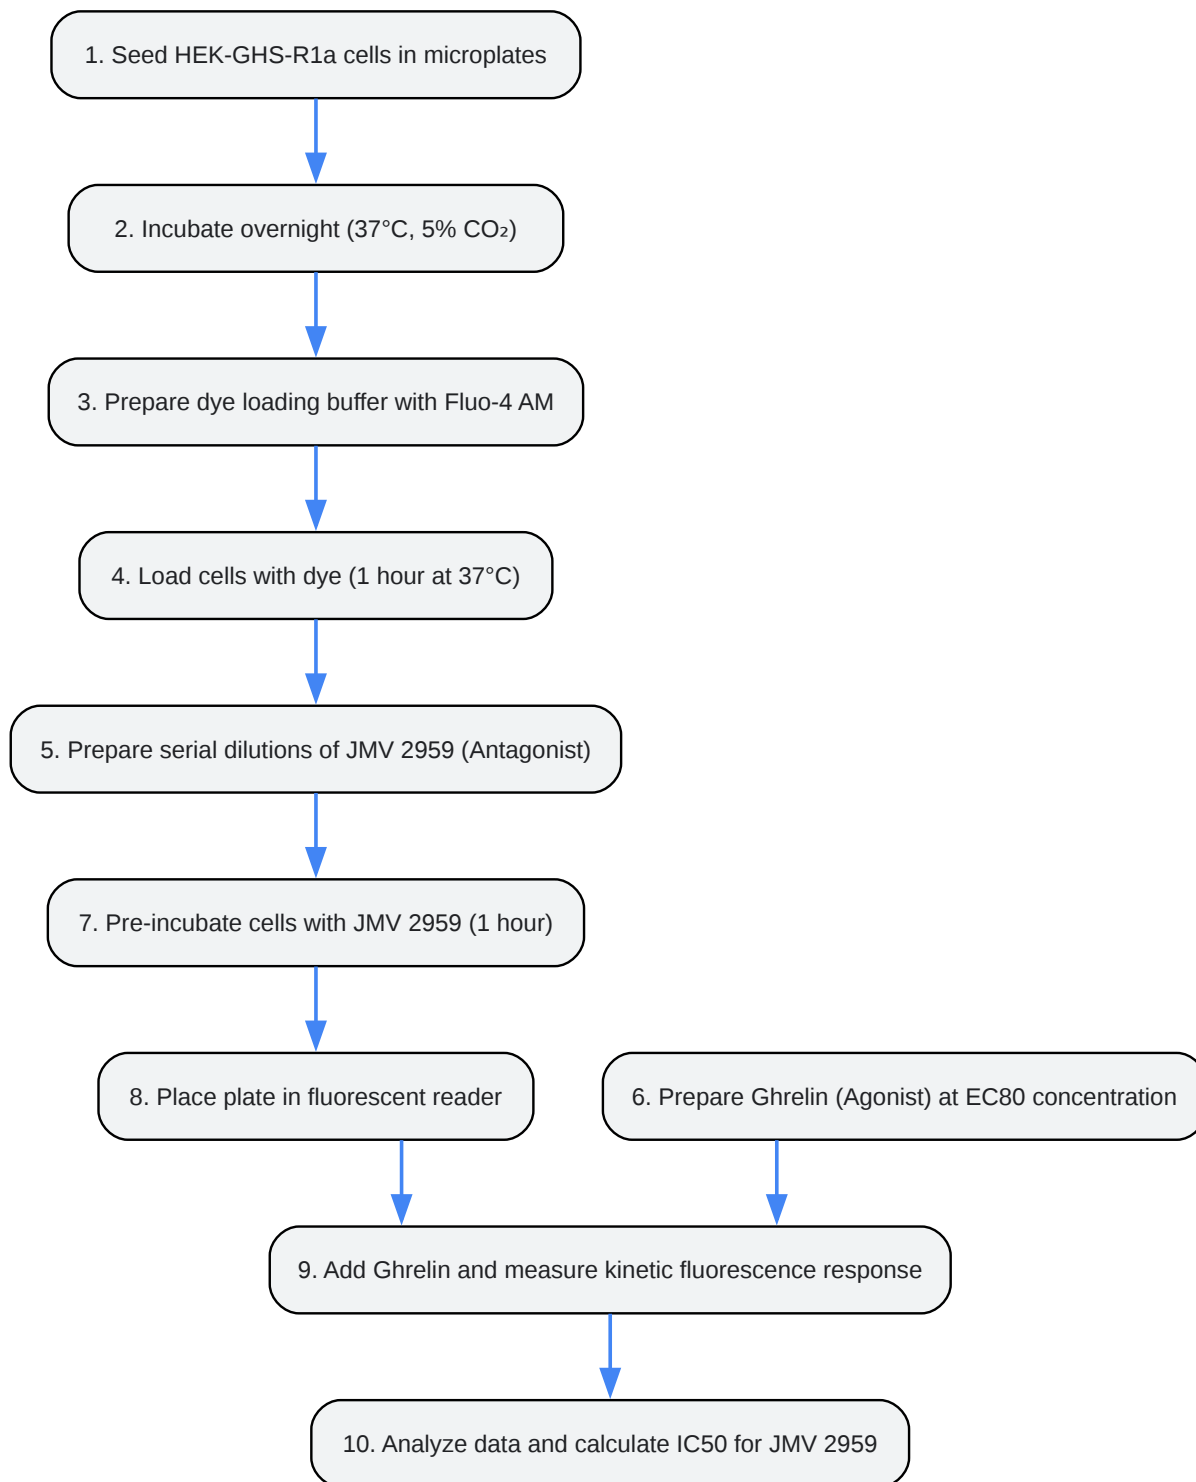 1. Seed HEK-GHS-R1a cells in microplates
2. Incubate overnight (37°C, 5% CO₂)
3. Prepare dye loading buffer with Fluo-4 AM
4. Load cells with dye (1 hour at 37°C)
5. Prepare serial dilutions of JMV 2959 (Antagonist)
7. Pre-incubate cells with JMV 2959 (1 hour)
8. Place plate in fluorescent reader
6. Prepare Ghrelin (Agonist) at EC80 concentration
9. Add Ghrelin and measure kinetic fluorescence response
10. Analyze data and calculate IC50 for JMV 2959